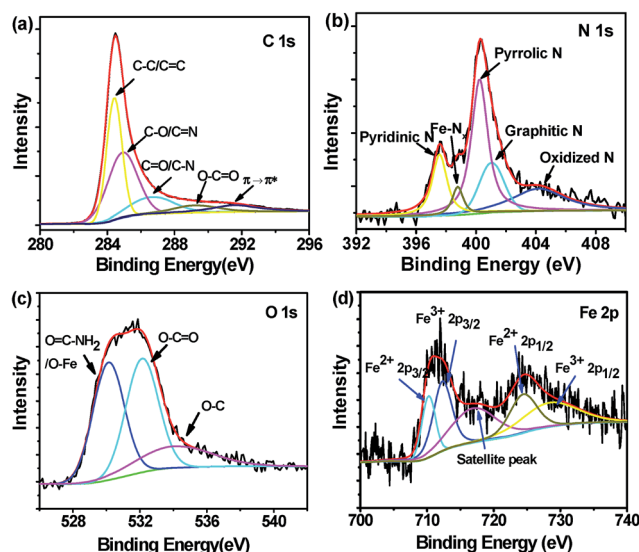 (a)
C 1s
C-C/C=C
C-O/C=N
C=O/C-N
O-C=O
π→π*
Intensity
280 284 288 292 296
Binding Energy(eV)
(b)
N 1s
Pyrrolic N
Fe-Nx
Pyridinic N
Graphitic N
Oxidized N
Intensity
392 396 400 404 408
Binding Energy(eV)
(c)
O 1s
O=C-NH2
/O-Fe
O-C=O
O-C
Intensity
528 532 536 540
Binding Energy(eV)
(d)
Fe 2p
Fe3+ 2p3/2
Fe2+ 2p3/2
Fe2+ 2p1/2
Fe3+ 2p1/2
Satellite peak
Intensity
700 710 720 730 740
Binding Energy (eV)